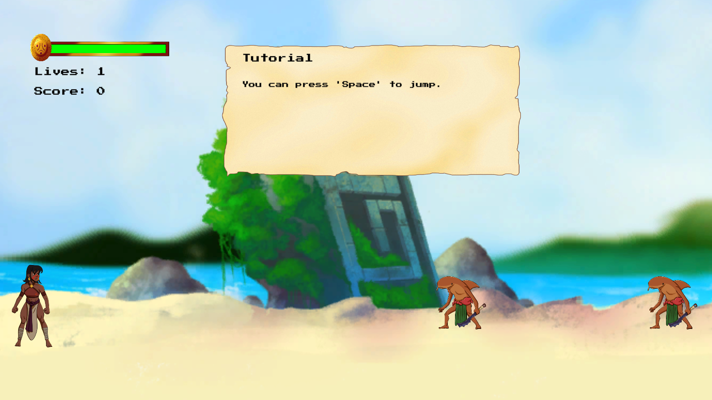 Tutorial
You can press 'Space' to jump.
Lives: 1
Score: 0